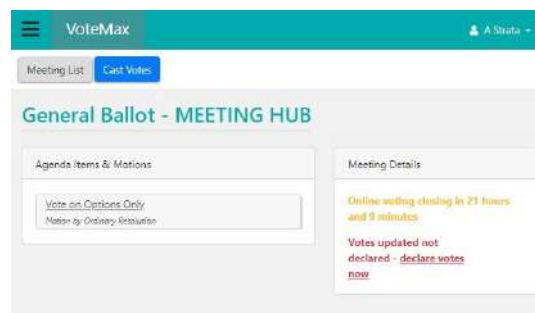 VoteMax
A Strata
Meeting List
Cast Votes
General Ballot - MEETING HUB
Agenda Items & Motions
Vote on Options Only
Motion by Ordinary Resolution
Meeting Details
Online voting closing in 21 hours
and 9 minutes
Votes updated not
declared - declare votes
now